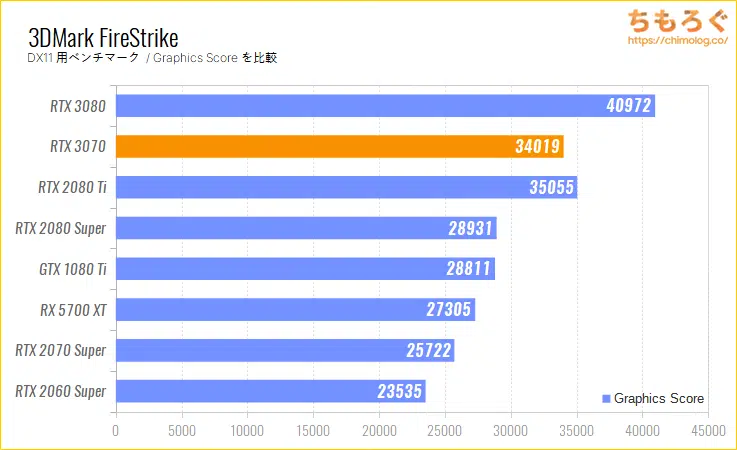 ちもろぐ
https://chimolog.co/
3DMark FireStrike
DX11 用ベンチマーク / Graphics Score を比較
RTX 3080 40972
RTX 3070 34019
RTX 2080 Ti 35055
RTX 2080 Super 28931
GTX 1080 Ti 28811
RX 5700 XT 27305
RTX 2070 Super 25722
RTX 2060 Super 23535
Graphics Score
0 5000 10000 15000 20000 25000 30000 35000 40000 45000